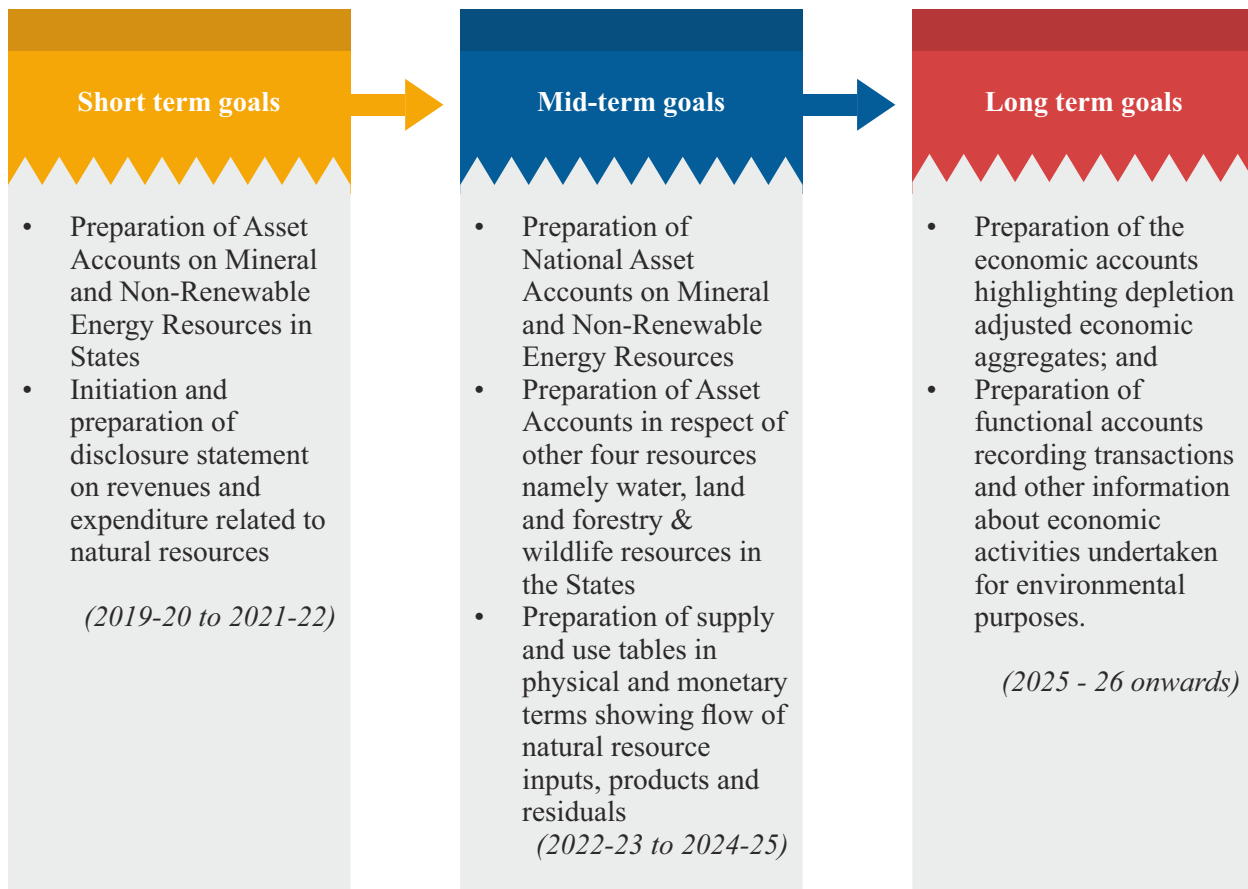 Short term goals
• Preparation of Asset
Accounts on Mineral
and Non-Renewable
Energy Resources in
States
• Initiation and
preparation of
disclosure statement
on revenues and
expenditure related to
natural resources
(2019-20 to 2021-22)
Mid-term goals
• Preparation of
National Asset
Accounts on Mineral
and Non-Renewable
Energy Resources
• Preparation of Asset
Accounts in respect of
other four resources
namely water, land
and forestry &
wildlife resources in
the States
• Preparation of supply
and use tables in
physical and monetary
terms showing flow of
natural resource
inputs, products and
residuals
(2022-23 to 2024-25)
Long term goals
• Preparation of the
economic accounts
highlighting depletion
adjusted economic
aggregates; and
• Preparation of
functional accounts
recording transactions
and other information
about economic
activities undertaken
for environmental
purposes.
(2025 - 26 onwards)